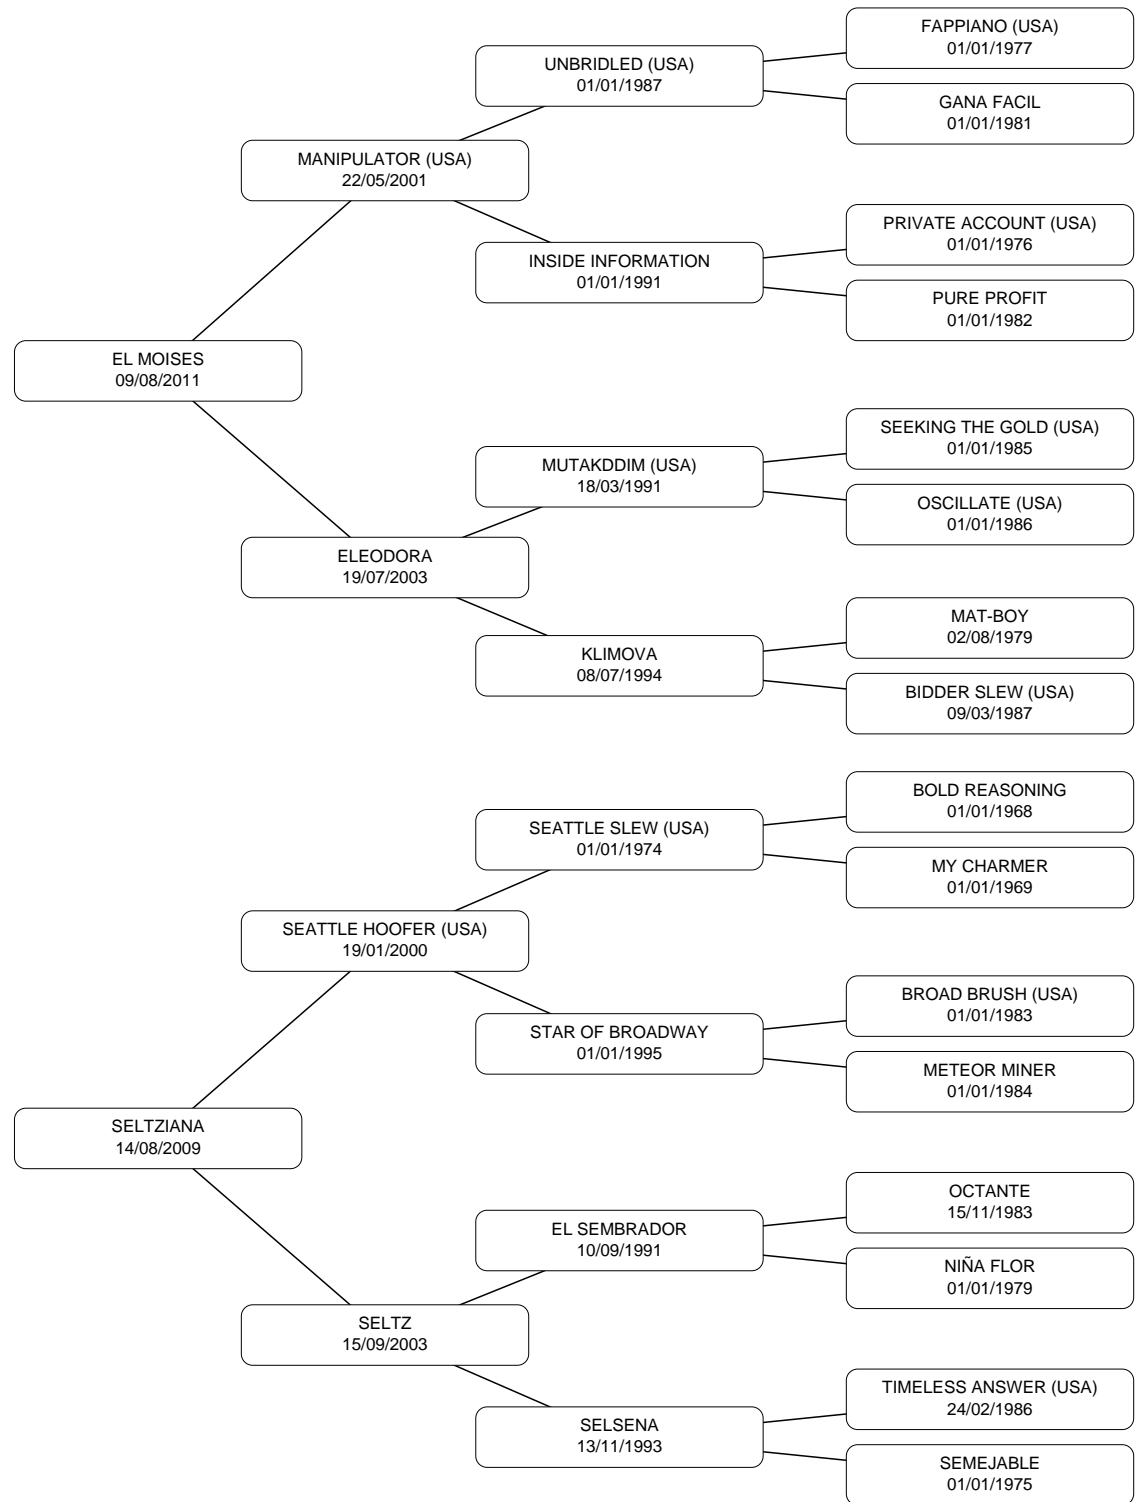 FAPPIANO (USA)
01/01/1977
UNBRIDLED (USA)
01/01/1987
GANA FACIL
01/01/1981
MANIPULATOR (USA)
22/05/2001
PRIVATE ACCOUNT (USA)
01/01/1976
INSIDE INFORMATION
01/01/1991
PURE PROFIT
01/01/1982
EL MOISES
09/08/2011
SEEKING THE GOLD (USA)
01/01/1985
MUTAKDDIM (USA)
18/03/1991
OSCILLATE (USA)
01/01/1986
ELEODORA
19/07/2003
MAT-BOY
02/08/1979
KLIMOVA
08/07/1994
BIDDER SLEW (USA)
09/03/1987
BOLD REASONING
01/01/1968
SEATTLE SLEW (USA)
01/01/1974
MY CHARMER
01/01/1969
SEATTLE HOOFER (USA)
19/01/2000
BROAD BRUSH (USA)
01/01/1983
STAR OF BROADWAY
01/01/1995
METEOR MINER
01/01/1984
SELTZIANA
14/08/2009
OCTANTE
15/11/1983
EL SEMBRADOR
10/09/1991
NIÑA FLOR
01/01/1979
SELTZ
15/09/2003
TIMELESS ANSWER (USA)
24/02/1986
SELSENA
13/11/1993
SEMEJABLE
01/01/1975